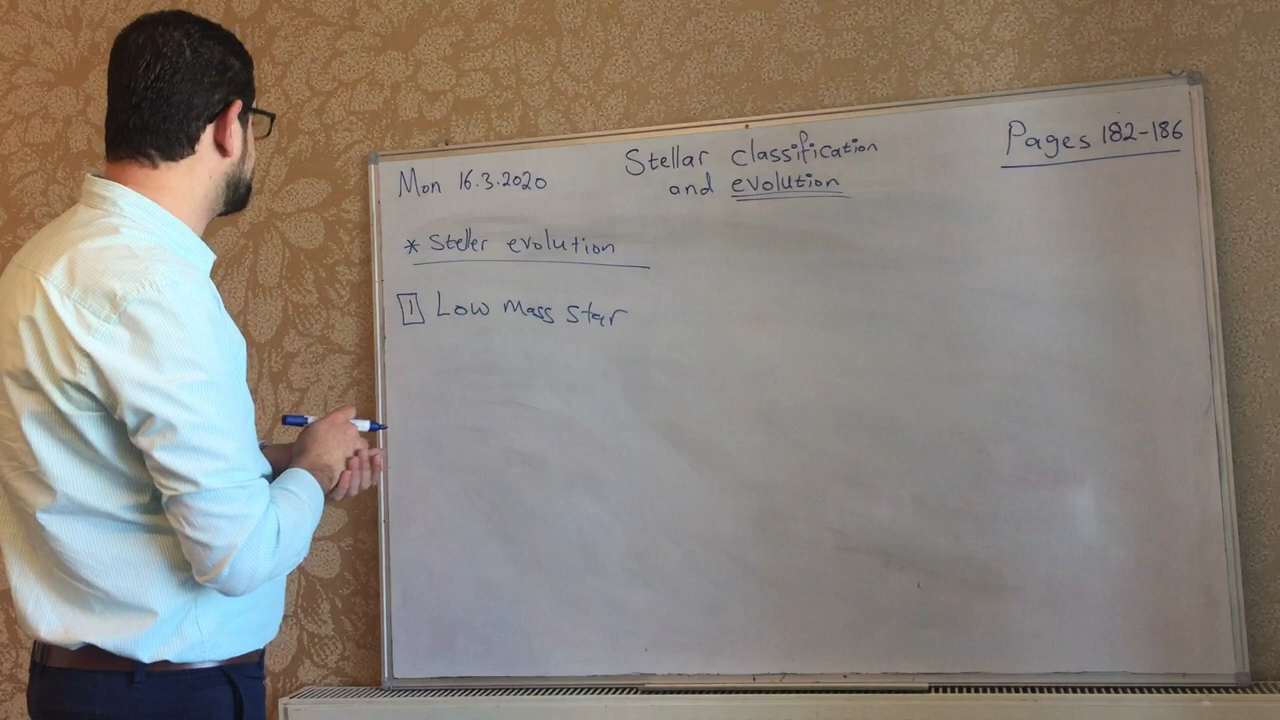 Mon 16.3.2020
Stellar classification
and evolution
Pages 182-186
* Steller evolution
1 Low Mass Star